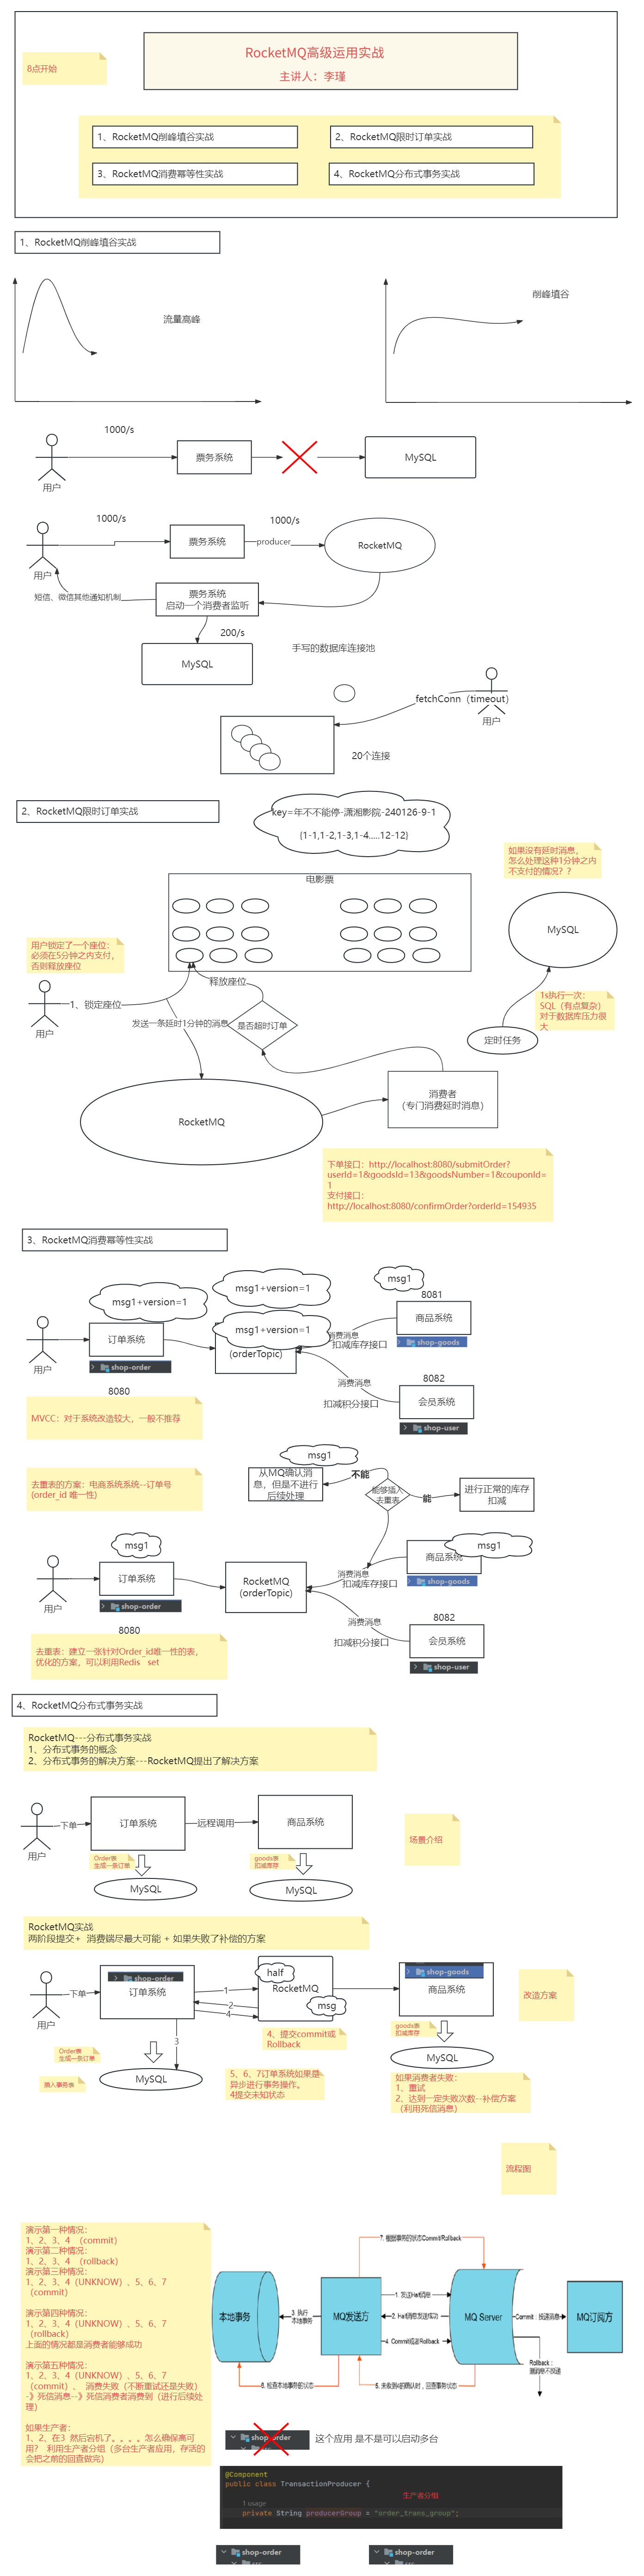 RocketMQ高级运用实战
主讲人：李瑾
8点开始
1、RocketMQ削峰填谷实战
2、RocketMQ限时订单实战
3、RocketMQ消费幂等性实战
4、RocketMQ分布式事务实战
1、RocketMQ削峰填谷实战
流量高峰
削峰填谷
1000/s
票务系统
MySQL
用户
1000/s
1000/s
票务系统
producer
RocketMQ
用户
短信、微信其他通知机制
票务系统
启动一个消费者监听
200/s
MySQL
手写的数据库连接池
fetchConn（timeout）
用户
20个连接
2、RocketMQ限时订单实战
key=年不不能停-潇湘影院-240126-9-1
{1-1,1-2,1-3,1-4.....12-12}
如果没有延时消息，
怎么处理这种1分钟之内
不支付的情况？？
电影票
MySQL
用户锁定了一个座位：
必须在5分钟之内支付，
否则释放座位
释放座位
1、锁定座位
用户
发送一条延时1分钟的消息
是否超时订单
1s执行一次：
SQL（有点复杂）
对于数据库压力很
大
定时任务
RocketMQ
消费者
（专门消费延时消息）
下单接口：http://localhost:8080/submitOrder?
userId=1&goodsId=13&goodsNumber=1&couponId=
1
支付接口：
http://localhost:8080/confirmOrder?orderId=154935
3、RocketMQ消费幂等性实战
msg1+version=1
msg1+version=1
msg1
8081
订单系统
msg1+version=1
(orderTopic)
消费消息
扣减库存接口
商品系统
shop-goods
用户
shop-order
8080
消费消息
扣减积分接口
8082
会员系统
shop-user
MVCC：对于系统改造较大，一般不推荐
msg1
去重表的方案：电商系统系统--订单号
(order_id 唯一性)
从MQ确认消
息，但是不进行
后续处理
不能
能够插入
去重表
能
进行正常的库存
扣减
msg1
订单系统
shop-order
用户
8080
RocketMQ
(orderTopic)
消费消息
扣减库存接口
商品系统
msg1
shop-goods
消费消息
扣减积分接口
8082
会员系统
shop-user
去重表：建立一张针对Order_id唯一性的表，
优化的方案，可以利用Redis set
4、RocketMQ分布式事务实战
RocketMQ---分布式事务实战
1、分布式事务的概念
2、分布式事务的解决方案---RocketMQ提出了解决方案
下单
用户
订单系统
远程调用
商品系统
场景介绍
Order表
生成一条订单
goods表
扣减库存
MySQL
MySQL
RocketMQ实战
两阶段提交+ 消费端尽最大可能 + 如果失败了补偿的方案
下单
用户
shop-order
订单系统
1
2
4
3
half
RocketMQ
msg
shop-goods
商品系统
改造方案
4、提交commit或
Rollback
goods表
扣减库存
Order表
生成一条订单
插入事务表
MySQL
MySQL
5、6、7订单系统如果是
异步进行事务操作。
4提交未知状态
如果消费者失败：
1、重试
2、达到一定失败次数--补偿方案
（利用死信消息）
流程图
演示第一种情况：
1、2、3、4 （commit）
演示第二种情况：
1、2、3、4 （rollback）
演示第三种情况：
1、2、3、4（UNKNOW）、5、6、7
（commit）
演示第四种情况：
1、2、3、4（UNKNOW）、5、6、7
（rollback）
上面的情况都是消费者能够成功
演示第五种情况：
1、2、3、4（UNKNOW）、5、6、7
（commit）、 消费失败（不断重试还是失败）
-》死信消息--》死信消费者消费到（进行后续处
理）
如果生产者：
1、2、在3 然后宕机了。。。。怎么确保高可
用？ 利用生产者分组（多台生产者应用，存活的
会把之前的回查做完）
7. 根据事务的状态Commit/Rollback
本地事务
3. 执行
本地事务
MQ发送方
1. 发送Half消息
2. Half消息发送成功
4. Commit或者Rollback
MQ Server
Commit：投递消息
MQ订阅方
Rollback：
6. 检查本地事务的状态
5. 未收到4的确认时，回查事务状态
shop-order
这个应用 是不是可以启动多台
@Component
public class TransactionProducer {
生产者分组
1 usage
private String producerGroup = "order_trans_group";
shop-order
src
shop-order
src